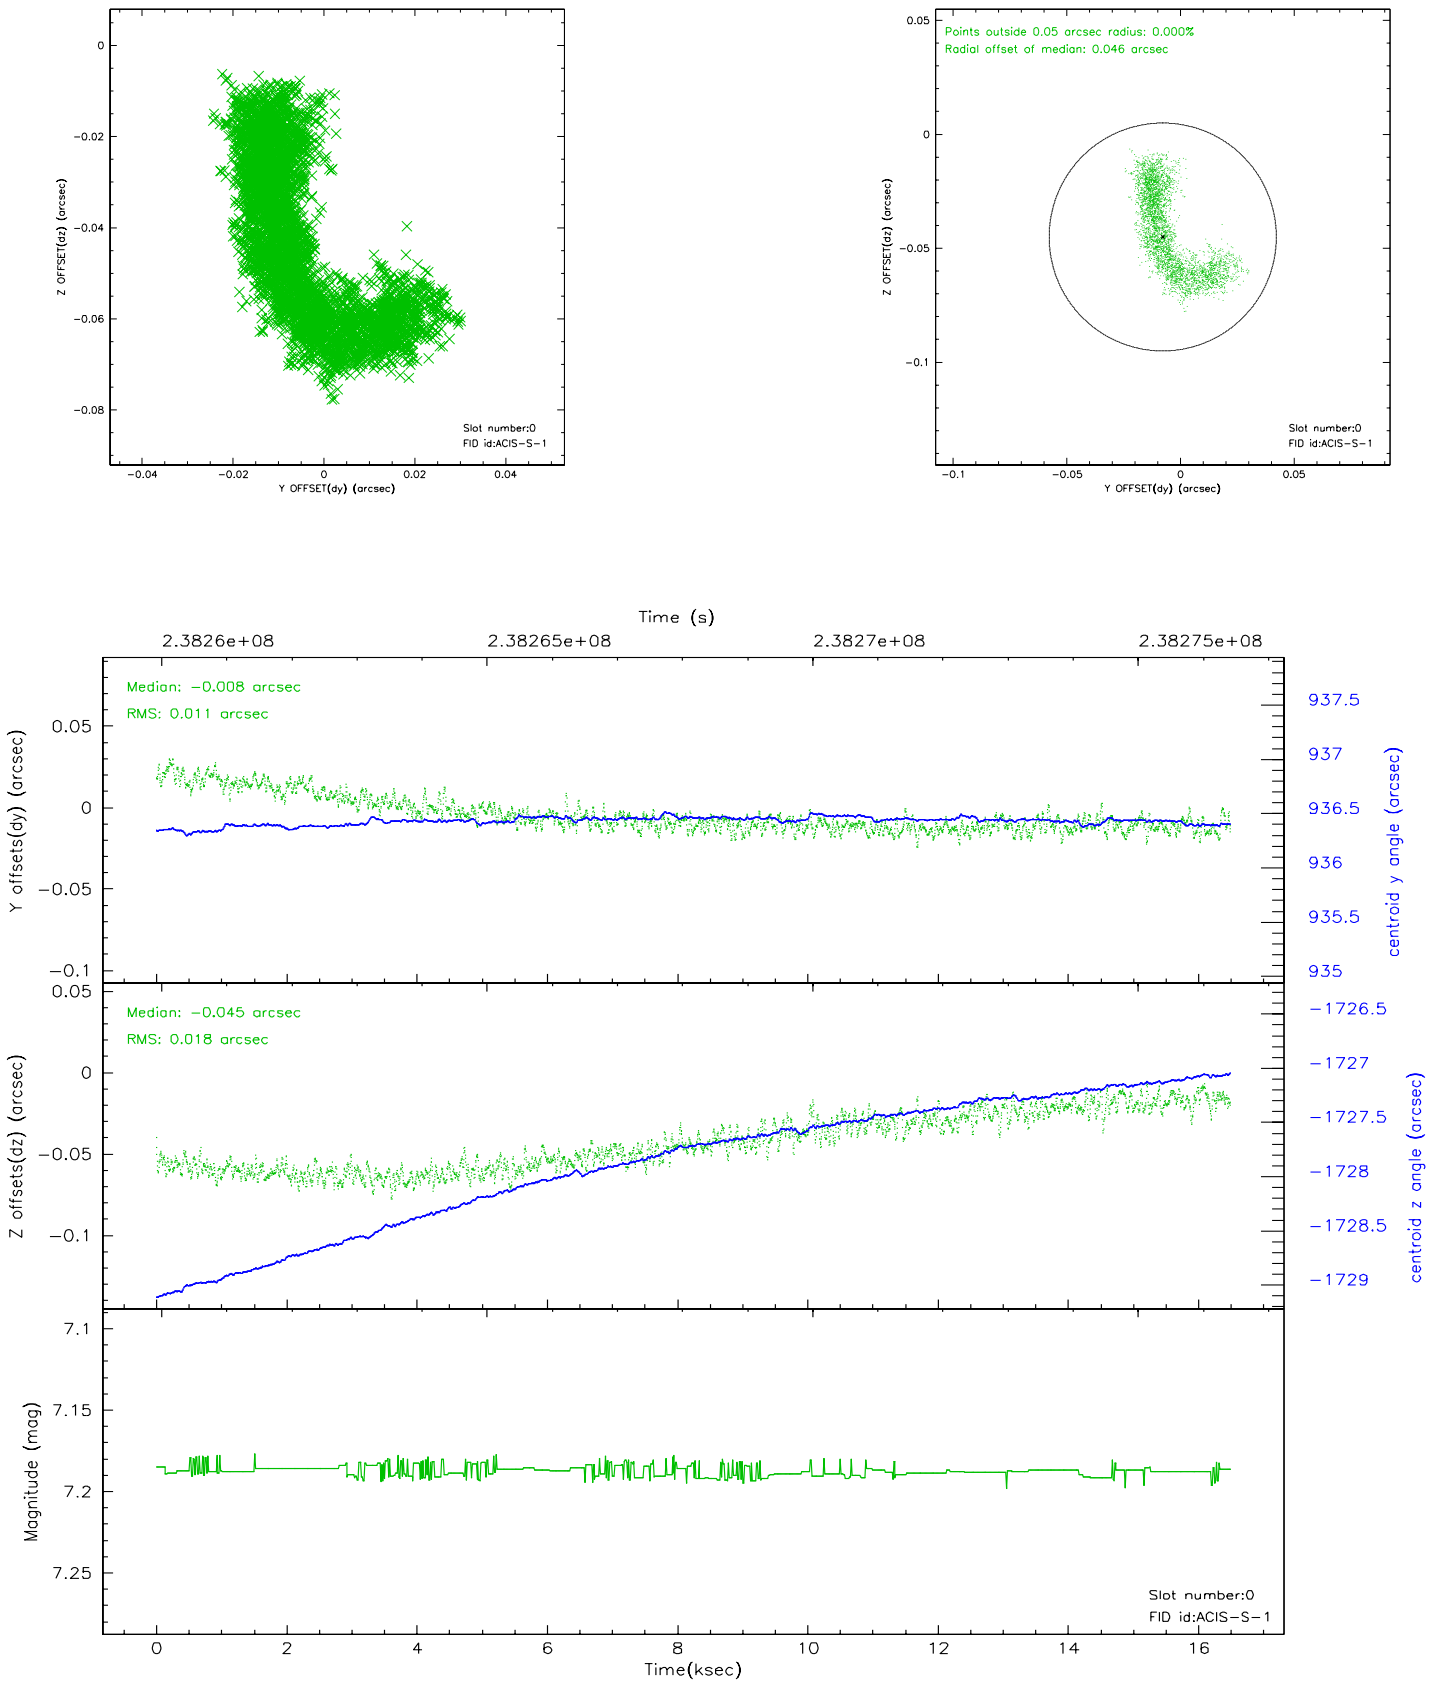 0
−0.02
−0.04
−0.06
−0.08
Z OFFSET(dz) (arcsec)
Slot number:0
FID id:ACIS−S−1
−0.04
−0.02
0
0.02
0.04
Y OFFSET(dy) (arcsec)
Points outside 0.05 arcsec radius: 0.000%
Radial offset of median: 0.046 arcsec
0.05
0
−0.05
−0.1
Z OFFSET(dz) (arcsec)
Slot number:0
FID id:ACIS−S−1
−0.1
−0.05
0
0.05
Y OFFSET(dy) (arcsec)
Time (s)
2.3826e+08
2.38265e+08
2.3827e+08
2.38275e+08
Median: −0.008 arcsec
RMS: 0.011 arcsec
0.05
0
−0.05
−0.1
Y offsets(dy) (arcsec)
937.5
937
936.5
936
935.5
935
centroid y angle (arcsec)
Median: −0.045 arcsec
RMS: 0.018 arcsec
0.05
0
−0.05
−0.1
Z offsets(dz) (arcsec)
−1726.5
−1727
−1727.5
−1728
−1728.5
−1729
centroid z angle (arcsec)
7.1
7.15
7.2
7.25
Magnitude (mag)
Slot number:0
FID id:ACIS−S−1
0
2
4
6
8
10
12
14
16
Time(ksec)